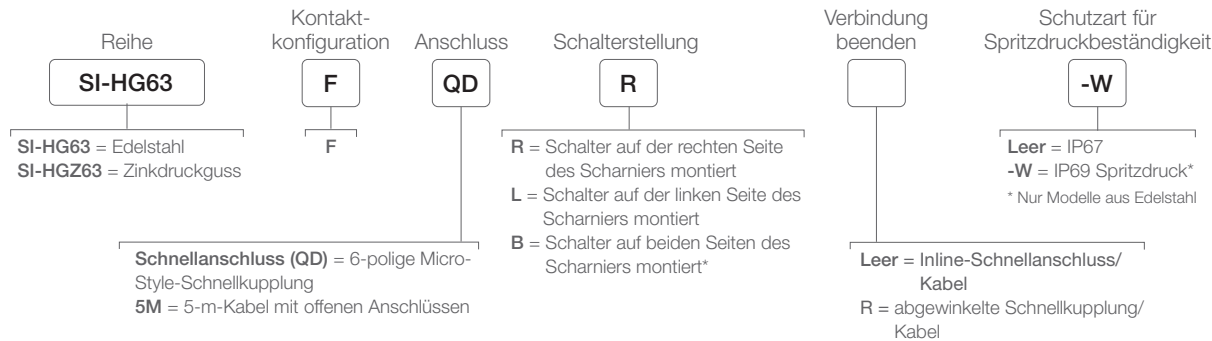 Reihe
SI-HG63
SI-HG63 = Edelstahl
SI-HGZ63 = Zinkdruckguss
Kontakt-
konfiguration
F
F
Anschluss
QD
Schnellanschluss (QD) = 6-polige Micro-
Style-Schnellkupplung
5M = 5-m-Kabel mit offenen Anschlüssen
Schalterstellung
R
R = Schalter auf der rechten Seite
des Scharniers montiert
L = Schalter auf der linken Seite des
Scharniers montiert
B = Schalter auf beiden Seiten des
Scharniers montiert*
Verbindung
beenden
Leer = Inline-Schnellanschluss/
Kabel
R = abgewinkelte Schnellkupplung/
Kabel
Schutzart für
Spritzdruckbeständigkeit
-W
Leer = IP67
-W = IP69 Spritzdruck*
* Nur Modelle aus Edelstahl